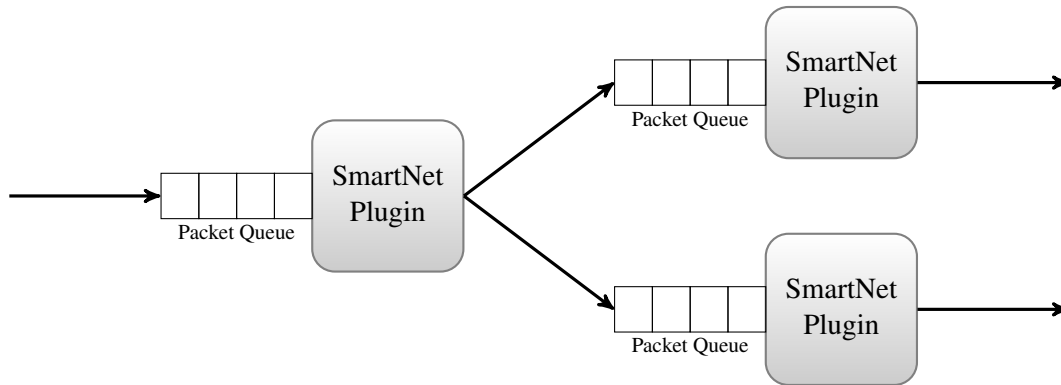 SmartNet
Plugin
Packet Queue
SmartNet
Plugin
Packet Queue
SmartNet
Plugin
Packet Queue